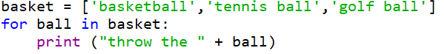 basket = ['basketball','tennis ball','golf ball']
for ball in basket:
    print ("throw the " + ball)